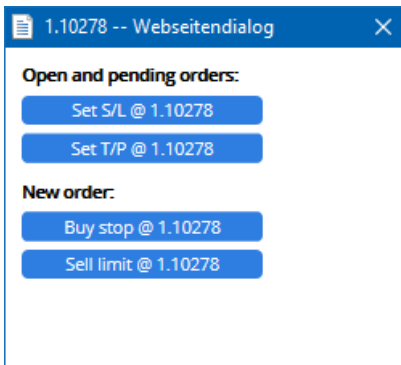 1.10278 -- Webseitendialog
Open and pending orders:
Set S/L @ 1.10278
Set T/P @ 1.10278
New order:
Buy stop @ 1.10278
Sell limit @ 1.10278